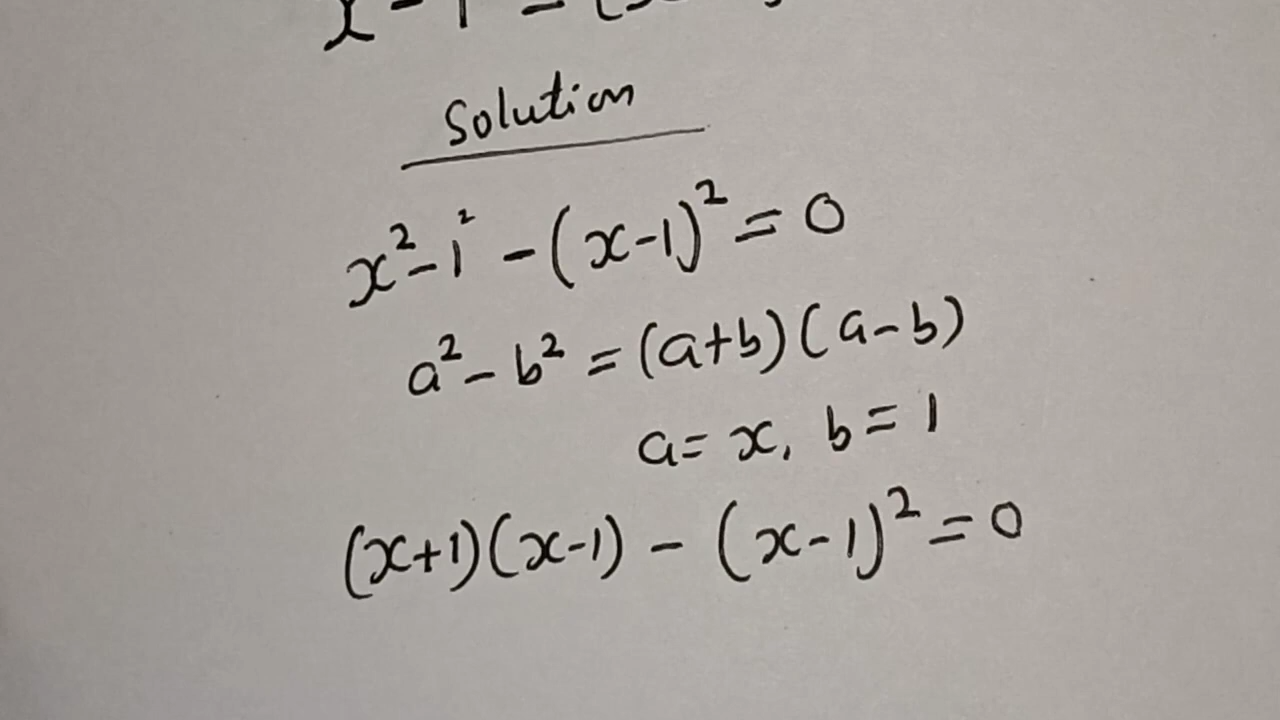 Solution
x² - 1² - (x-1)² = 0
a² - b² = (a+b)(a-b)
a = x, b = 1
(x+1)(x-1) - (x-1)² = 0